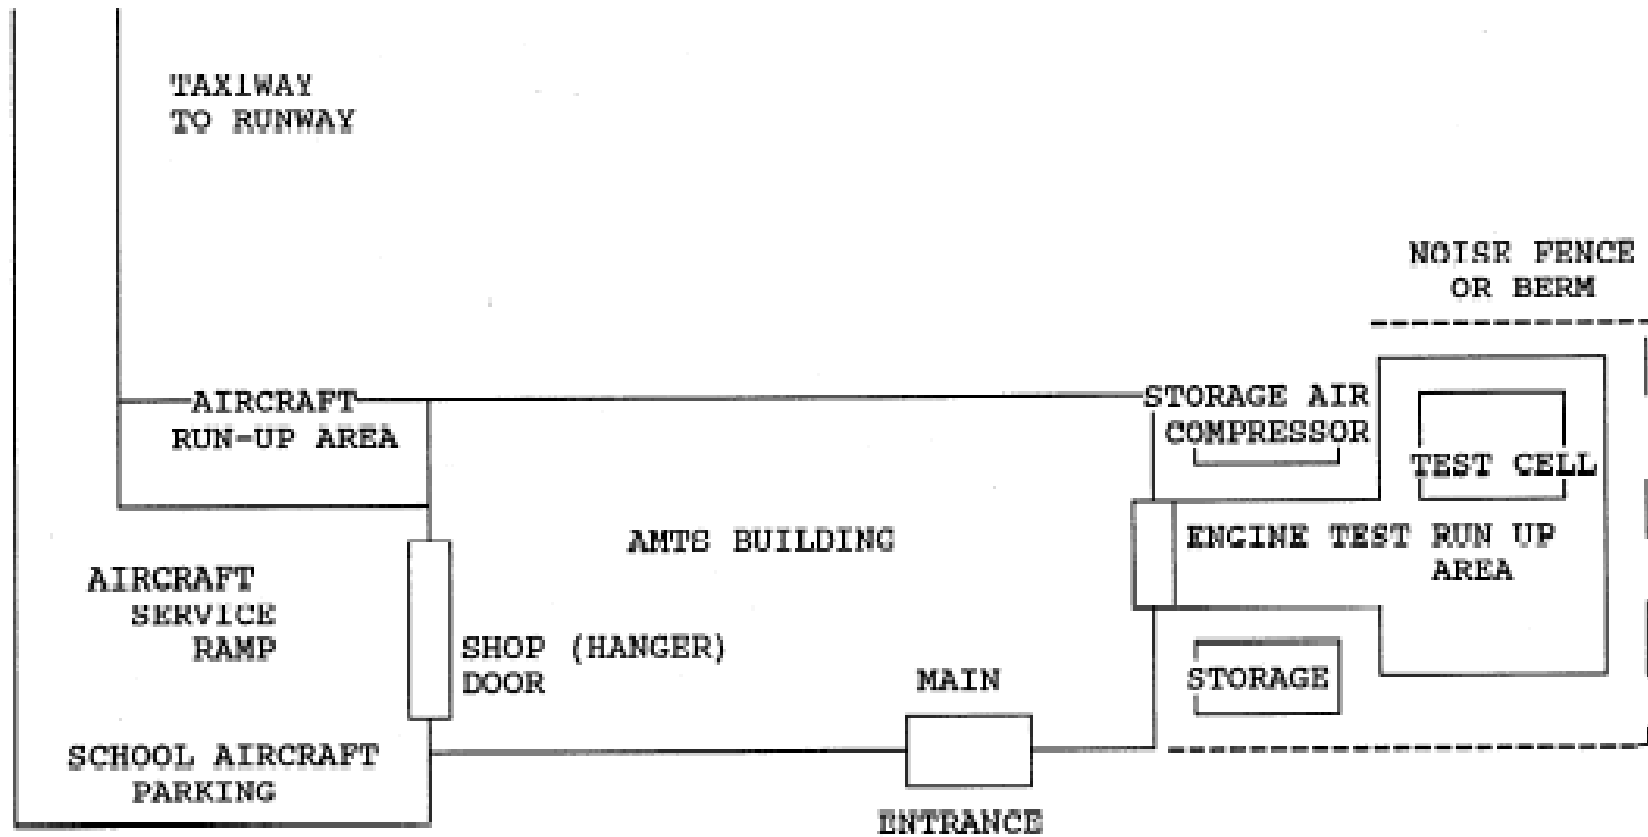 TAXIWAY
TO RUNWAY
NOISE FENCE
OR BERM
AIRCRAFT
RUN-UP AREA
STORAGE AIR
COMPRESSOR
TEST CELL
AMTS BUILDING
ENGINE TEST RUN UP
AREA
AIRCRAFT
SERVICE
RAMP
SHOP (HANGER)
DOOR
MAIN
STORAGE
SCHOOL AIRCRAFT
PARKING
ENTRANCE